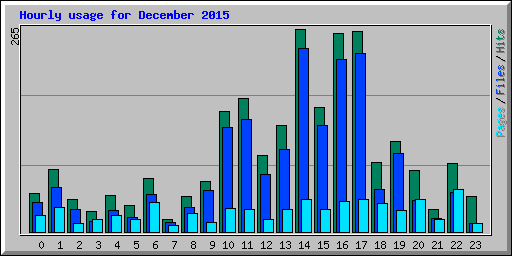 Hourly usage for December 2015
265
Pages / Files / Hits
0 1 2 3 4 5 6 7 8 9 10 11 12 13 14 15 16 17 18 19 20 21 22 23